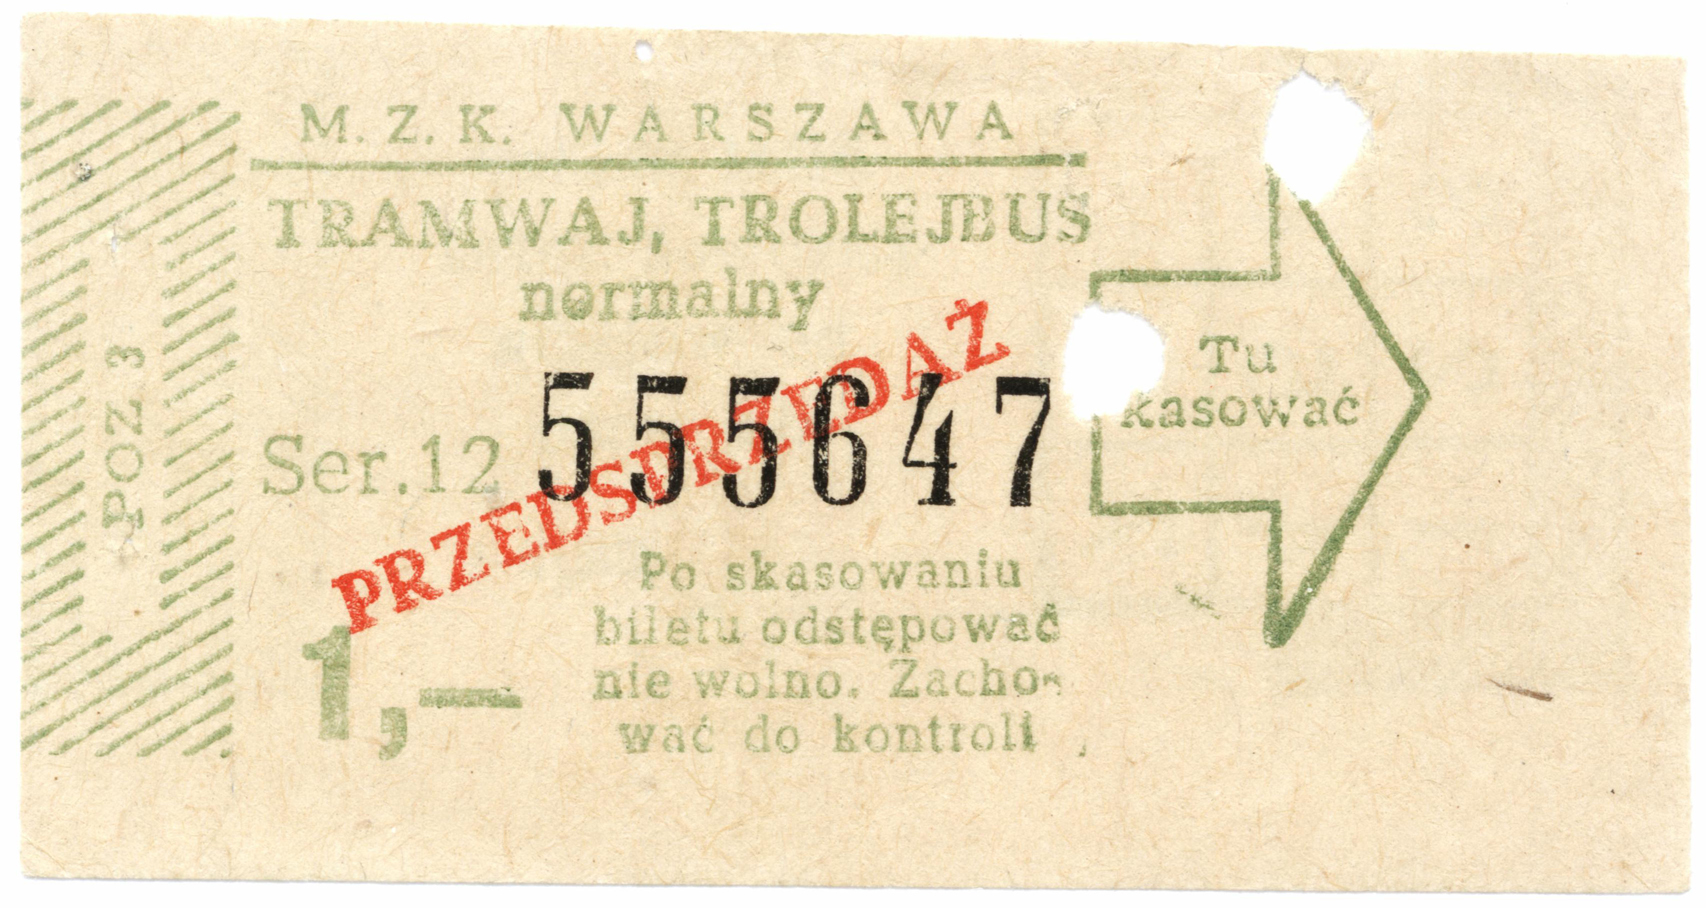 M. Z. K. WARSZAWA
TRAMWAJ, TROLEJBUS
normalny
PRZEDSPRZEDAŻ
Ser.12 555647
1,—
Po skasowaniu
biletu odstępować
nie wolno. Zacho-
wać do kontroli
Tu
kasować
POZ 3